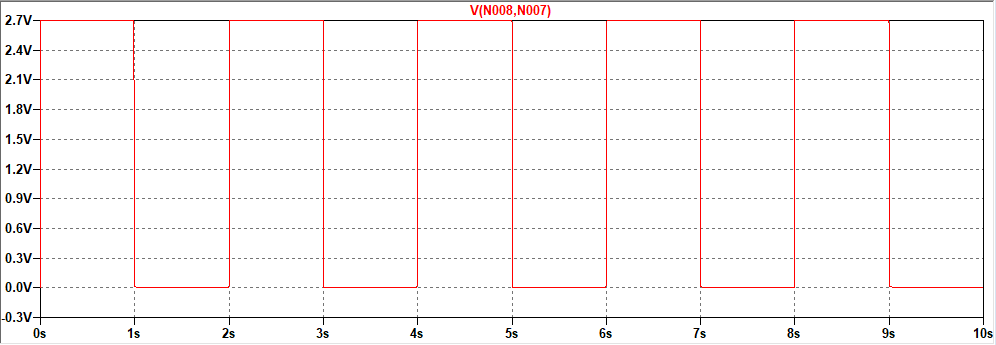 V(N008,N007)
2.7V
2.4V
2.1V
1.8V
1.5V
1.2V
0.9V
0.6V
0.3V
0.0V
-0.3V
0s 1s 2s 3s 4s 5s 6s 7s 8s 9s 10s